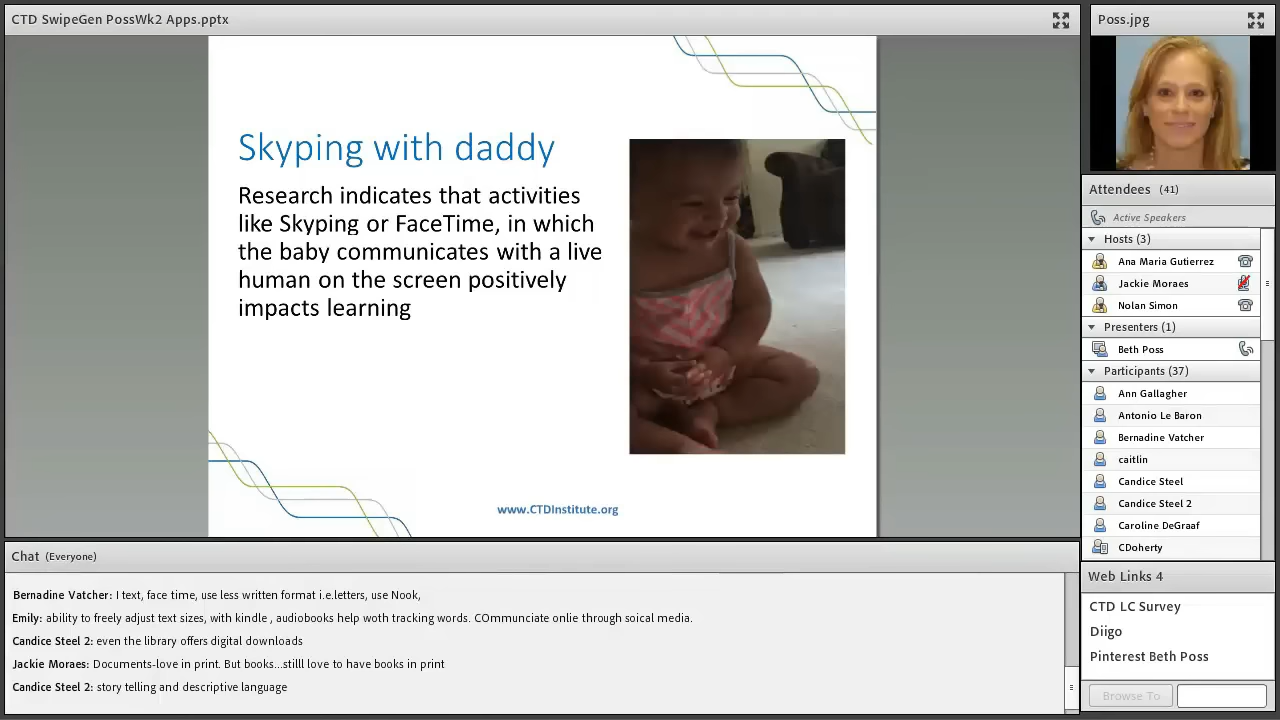 CTD SwipeGen PossWk2 Apps.pptx
Skyping with daddy
Research indicates that activities
like Skyping or FaceTime, in which
the baby communicates with a live
human on the screen positively
impacts learning
www.CTDInstitute.org
Chat (Everyone)
Bernadine Vatcher: I text, face time, use less written format i.e.letters, use Nook,
Emily: ability to freely adjust text sizes, with kindle , audiobooks help woth tracking words. COmmunciate onlie through soical media.
Candice Steel 2: even the library offers digital downloads
Jackie Moraes: Documents-love in print. But books...stilll love to have books in print
Candice Steel 2: story telling and descriptive language
Poss.jpg
Attendees (41)
Active Speakers
Hosts (3)
Ana Maria Gutierrez
Jackie Moraes
Nolan Simon
Presenters (1)
Beth Poss
Participants (37)
Ann Gallagher
Antonio Le Baron
Bernadine Vatcher
caitlin
Candice Steel
Candice Steel 2
Caroline DeGraaf
CDoherty
Web Links 4
CTD LC Survey
Diigo
Pinterest Beth Poss
Browse To